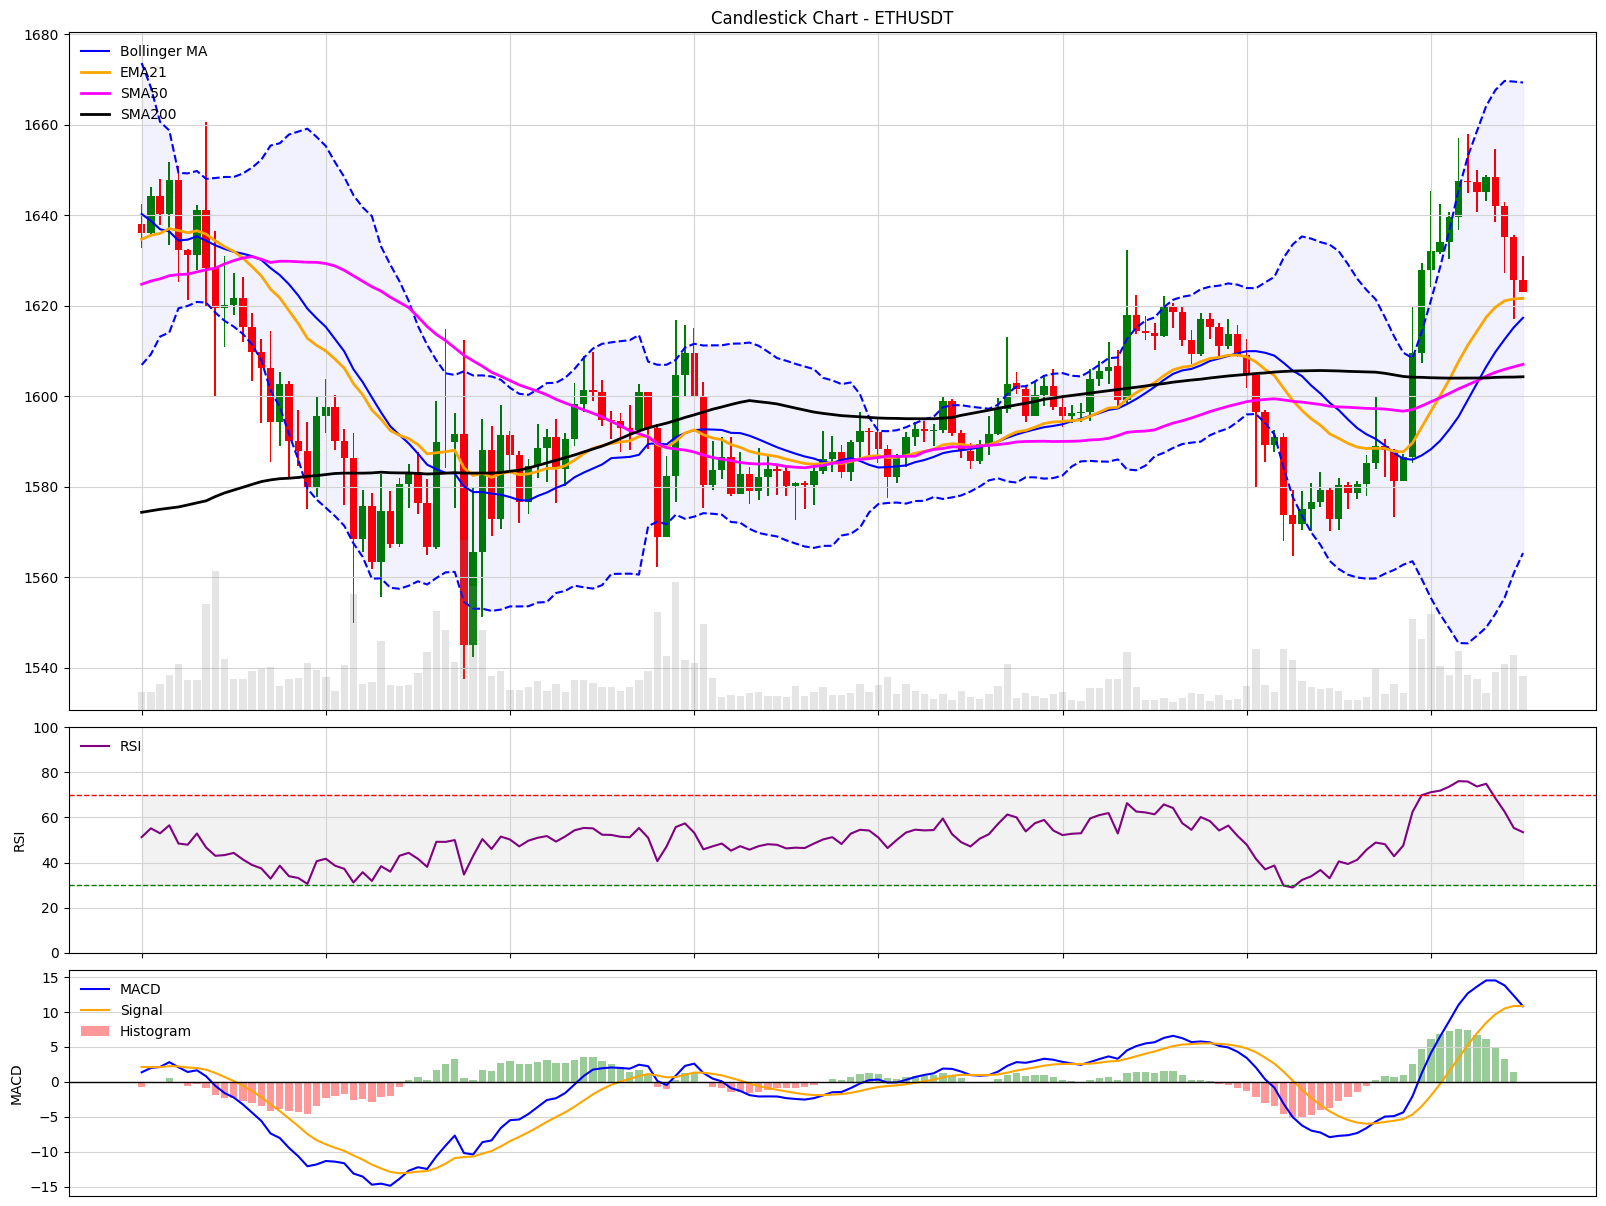 Candlestick Chart - ETHUSDT
1680
1660
1640
1620
1600
1580
1560
1540
Bollinger MA
EMA21
SMA50
SMA200
100
80
60
40
20
0
RSI
RSI
15
10
5
0
−5
−10
−15
MACD
MACD
Signal
Histogram